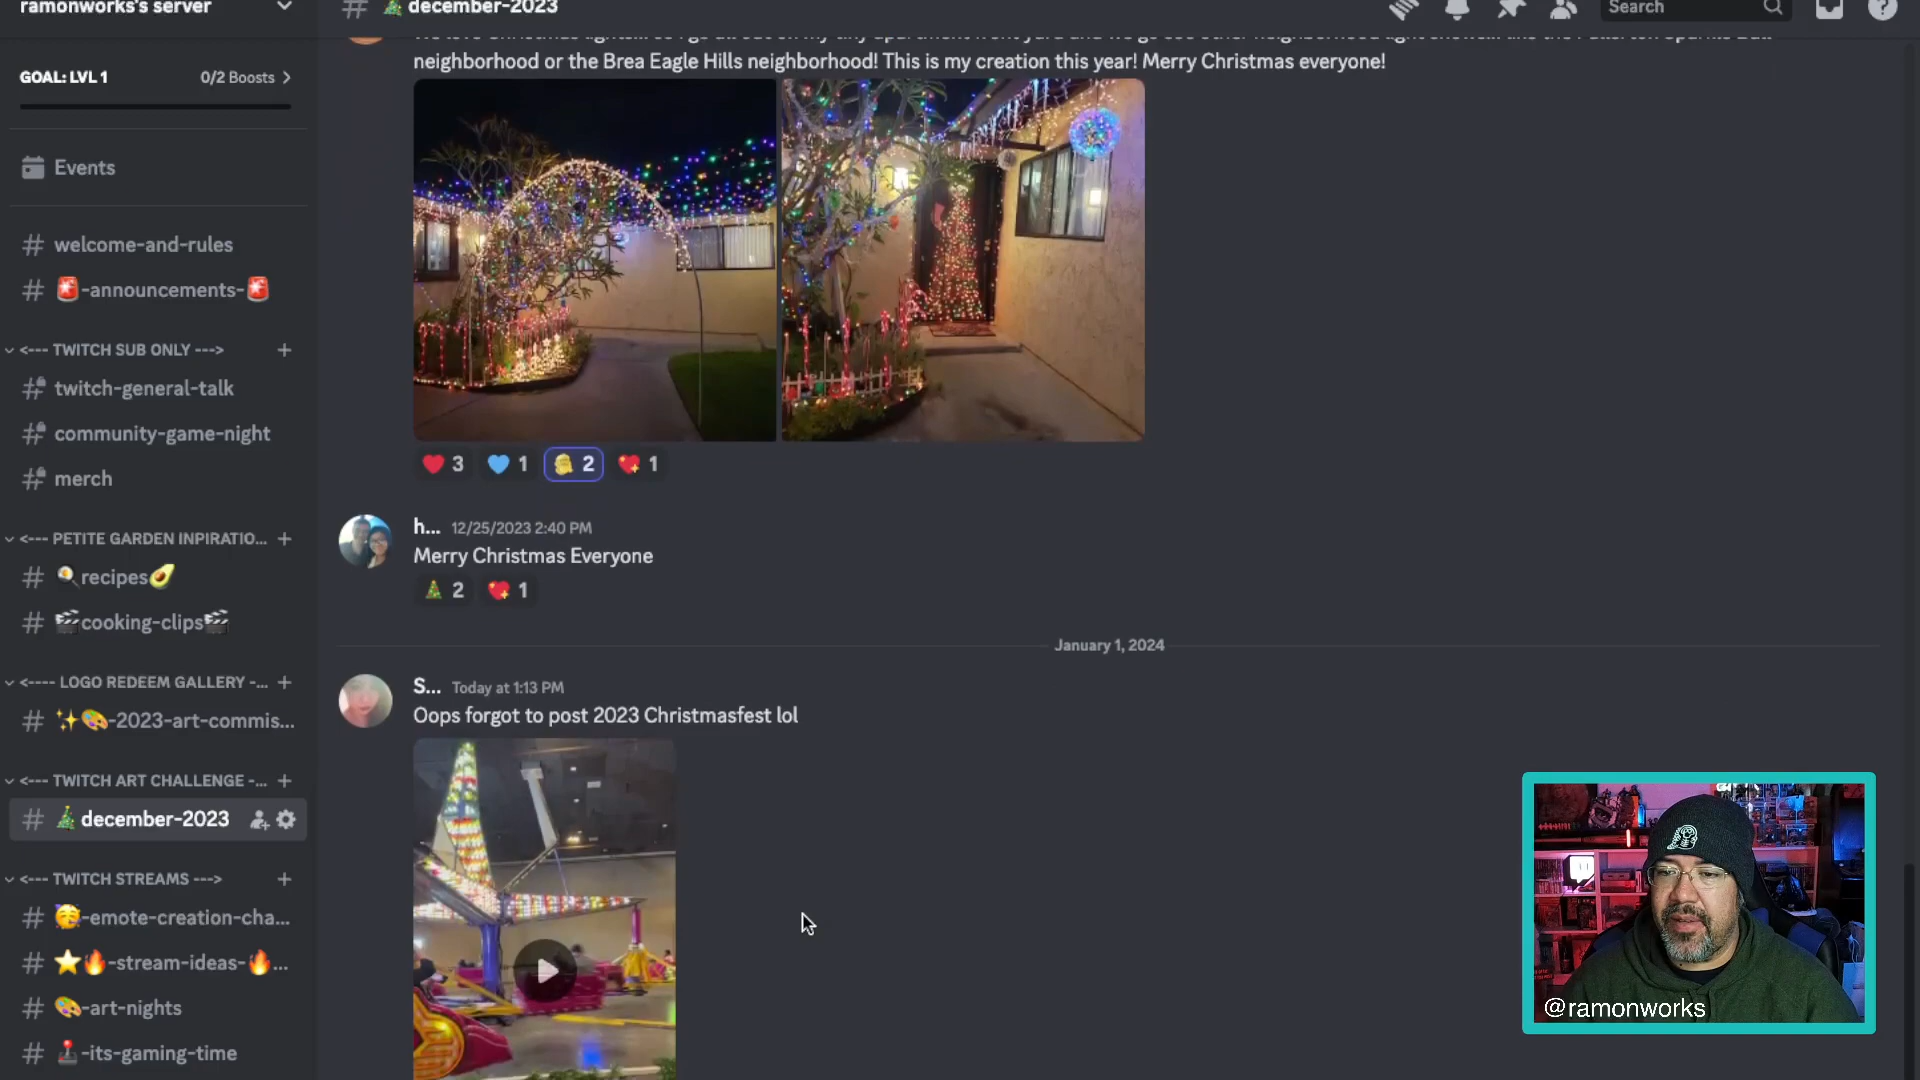 ramonworks's server
# december-2023
Search
GOAL: LVL 1
0/2 Boosts
neighborhood or the Brea Eagle Hills neighborhood! This is my creation this year! Merry Christmas everyone!
Events
# welcome-and-rules
# 🚨-announcements-🚨
<--- TWITCH SUB ONLY --->
# twitch-general-talk
# community-game-night
# merch
<--- PETITE GARDEN INPIRATIO...
# 🍳recipes🥑
# 🎬cooking-clips🎬
<---- LOGO REDEEM GALLERY -...
# ✨🎨-2023-art-commis...
<--- TWITCH ART CHALLENGE -...
# 🎄december-2023
<--- TWITCH STREAMS --->
# 🥳-emote-creation-cha...
# ⭐🔥-stream-ideas-🔥...
# 🎨-art-nights
# 🕹️-its-gaming-time
❤️ 3 💙 1 2 💖 1
h... 12/25/2023 2:40 PM
Merry Christmas Everyone
🎄 2 💖 1
January 1, 2024
S... Today at 1:13 PM
Oops forgot to post 2023 Christmasfest lol
@ramonworks